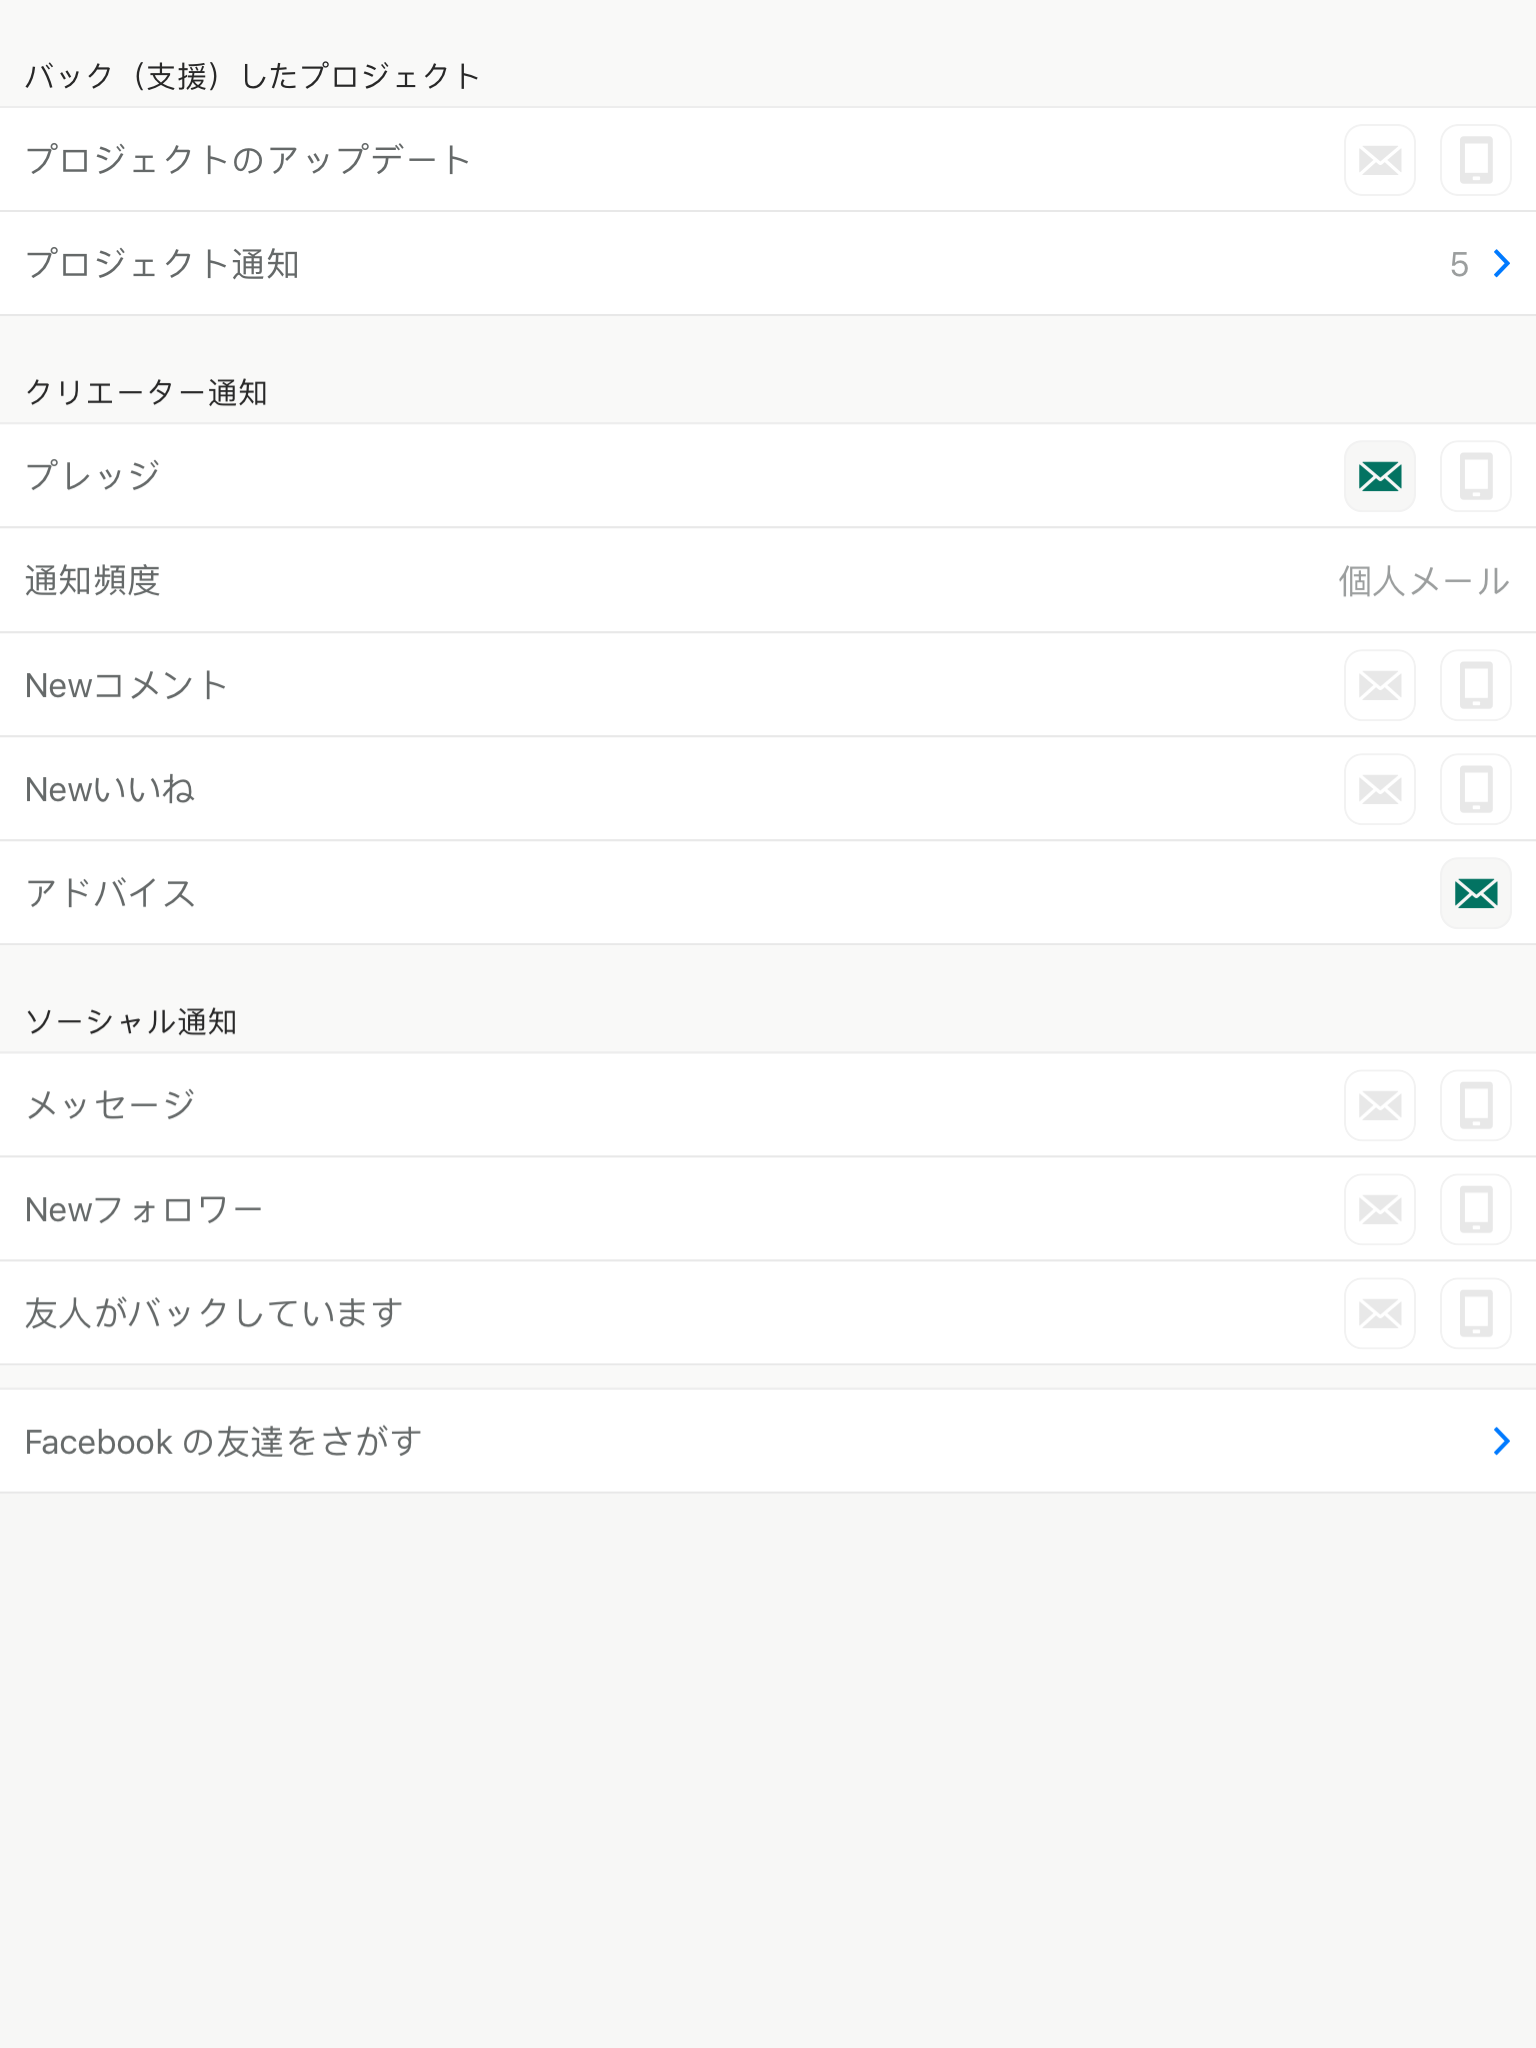 バック（支援）したプロジェクト
プロジェクトのアップデート
プロジェクト通知 5
クリエーター通知
プレッジ
通知頻度 個人メール
Newコメント
Newいいね
アドバイス
ソーシャル通知
メッセージ
Newフォロワー
友人がバックしています
Facebook の友達をさがす